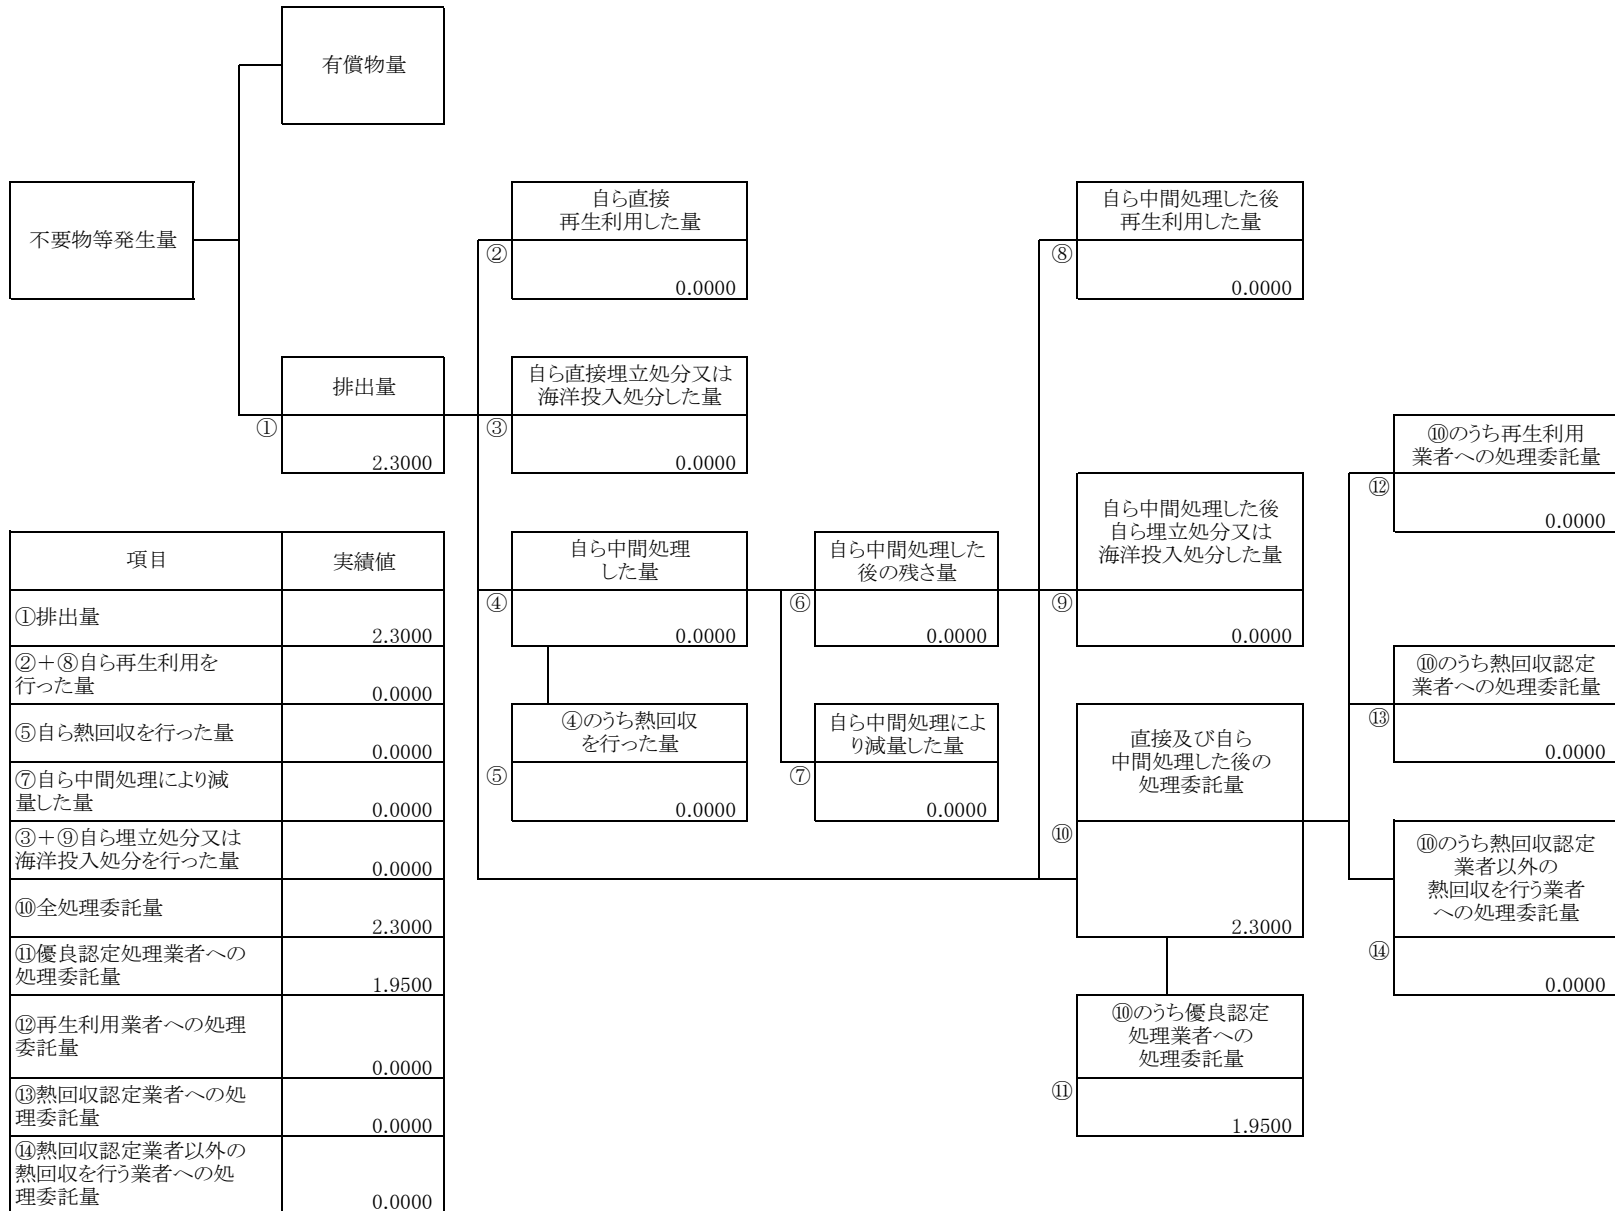 有償物量
不要物等発生量
排出量
①
2.3000
自ら直接
再生利用した量
②
0.0000
自ら直接埋立処分又は
海洋投入処分した量
③
0.0000
自ら中間処理
した量
④
0.0000
④のうち熱回収
を行った量
⑤
0.0000
自ら中間処理した
後の残さ量
⑥
0.0000
自ら中間処理によ
り減量した量
⑦
0.0000
自ら中間処理した後
再生利用した量
⑧
0.0000
自ら中間処理した後
自ら埋立処分又は
海洋投入処分した量
⑨
0.0000
直接及び自ら
中間処理した後の
処理委託量
⑩
2.3000
⑩のうち優良認定
処理業者への
処理委託量
⑪
1.9500
⑩のうち再生利用
業者への処理委託量
⑫
0.0000
⑩のうち熱回収認定
業者への処理委託量
⑬
0.0000
⑩のうち熱回収認定
業者以外の
熱回収を行う業者
への処理委託量
⑭
0.0000
項目 実績値
①排出量
2.3000
②+⑧自ら再生利用を
行った量
0.0000
⑤自ら熱回収を行った量
0.0000
⑦自ら中間処理により減
量した量
0.0000
③+⑨自ら埋立処分又は
海洋投入処分を行った量
0.0000
⑩全処理委託量
2.3000
⑪優良認定処理業者への
処理委託量
1.9500
⑫再生利用業者への処理
委託量
0.0000
⑬熱回収認定業者への処
理委託量
0.0000
⑭熱回収認定業者以外の
熱回収を行う業者への処
理委託量
0.0000